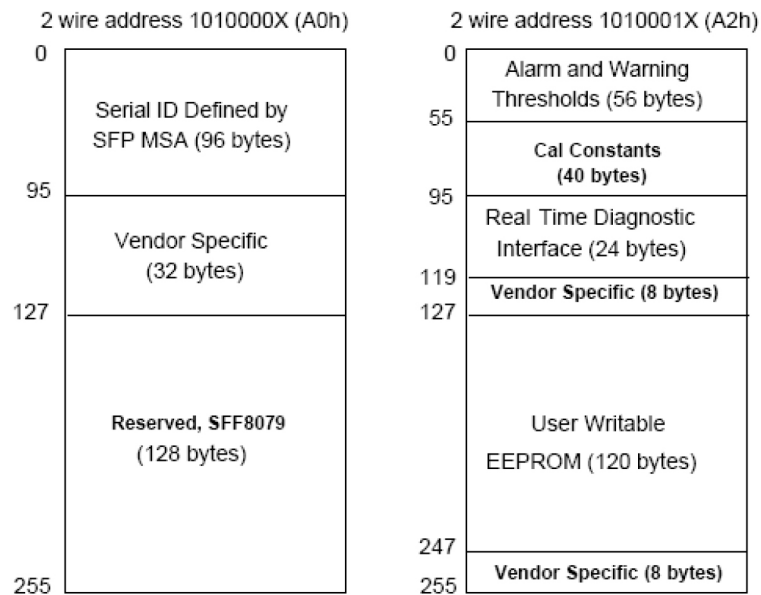 2 wire address 1010000X (A0h)
0
Serial ID Defined by
SFP MSA (96 bytes)
95
Vendor Specific
(32 bytes)
127
Reserved, SFF8079
(128 bytes)
255
2 wire address 1010001X (A2h)
0
Alarm and Warning
Thresholds (56 bytes)
55
Cal Constants
(40 bytes)
95
Real Time Diagnostic
Interface (24 bytes)
119
Vendor Specific (8 bytes)
127
User Writable
EEPROM (120 bytes)
247
Vendor Specific (8 bytes)
255